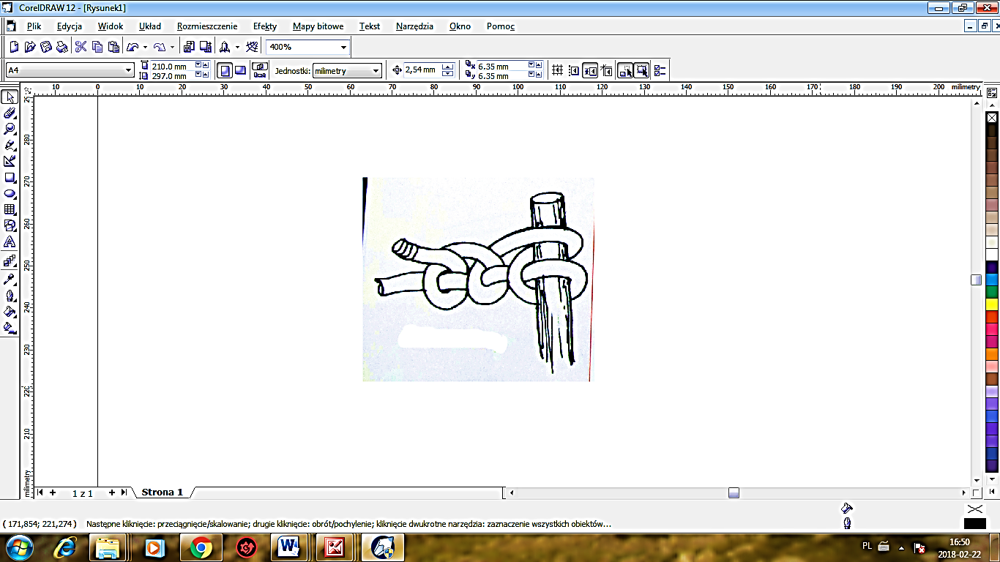 CorelDRAW 12 - [Rysunek1]
Plik Edycja Widok Układ Rozmieszczenie Efekty Mapy bitowe Tekst Narzędzia Okno Pomoc
400%
A4 210.0 mm 297.0 mm Jednostki: milimetry 2,54 mm x 6.35 mm y 6.35 mm
10 0 10 20 30 40 50 60 70 80 90 100 110 120 130 140 150 160 170 180 190 200 milimetry
280
270
260
250
240
230
220
210
milimetry
1 z 1 Strona 1
( 171,854; 221,274 ) Następne kliknięcie: przeciągnięcie/skalowanie; drugie kliknięcie: obrót/pochylenie; kliknięcie dwukrotne narzędzia: zaznaczenie wszystkich obiektów...
PL 16:50
2018-02-22